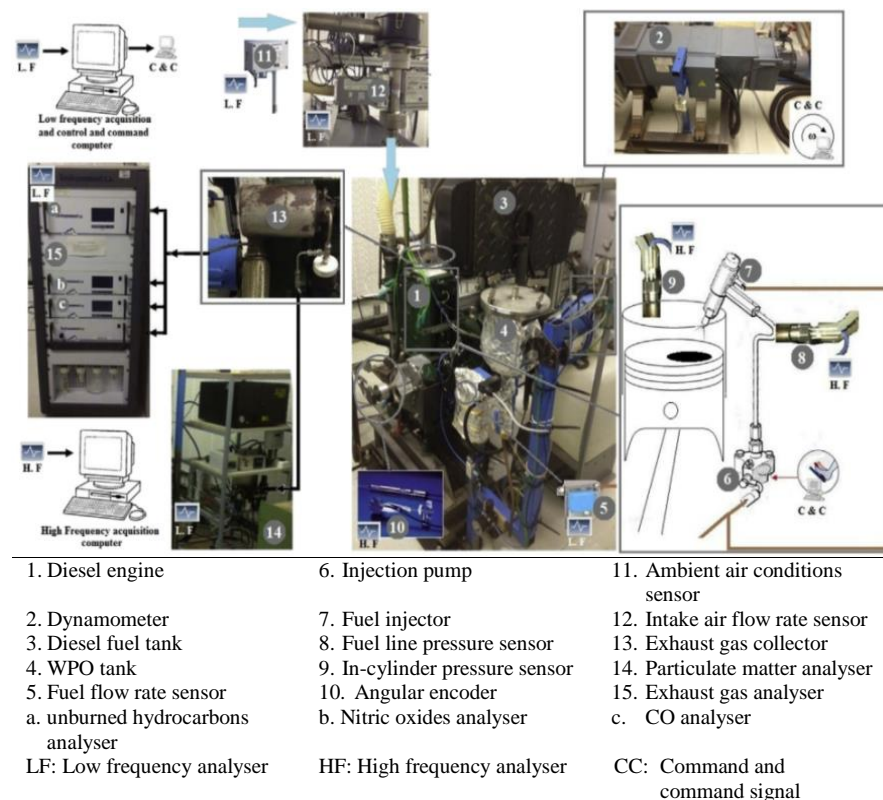 L. F
C & C
Low frequency acquisition
and control and command
computer
11
L. F
12
L. F
2
C & C
ω
L. F
a
15
b
c
13
3
1
4
9
H. F
7
8
H. F
6
C & C
H. F
High Frequency acquisition
computer
L. F
14
H. F
10
5
L. F
1. Diesel engine
6. Injection pump
11. Ambient air conditions
sensor
2. Dynamometer
7. Fuel injector
12. Intake air flow rate sensor
3. Diesel fuel tank
8. Fuel line pressure sensor
13. Exhaust gas collector
4. WPO tank
9. In-cylinder pressure sensor
14. Particulate matter analyser
5. Fuel flow rate sensor
10. Angular encoder
15. Exhaust gas analyser
a. unburned hydrocarbons
analyser
b. Nitric oxides analyser
c. CO analyser
LF: Low frequency analyser
HF: High frequency analyser
CC: Command and
command signal